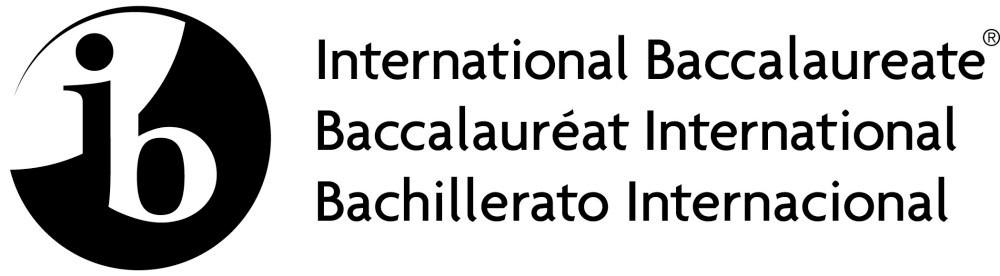 ib
International Baccalaureate®
Baccalauréat International
Bachillerato Internacional